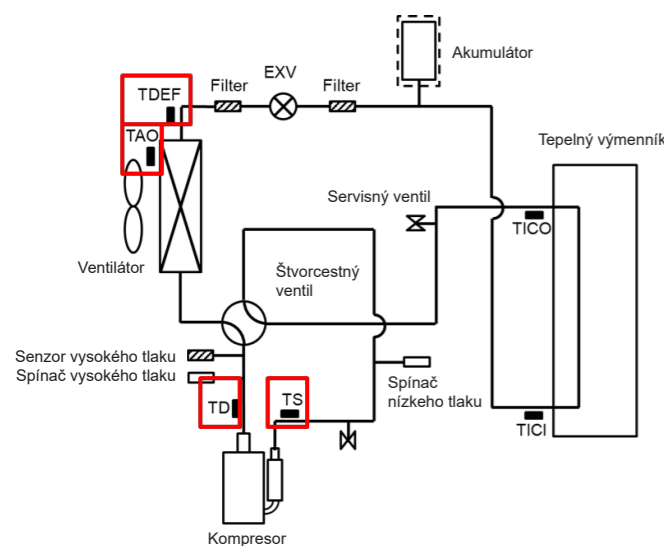 Akumulátor
EXV
Filter
Filter
TDEF
TAO
Tepelný výmenník
Servisný ventil
TICO
Ventilátor
Štvorcestný
ventil
Senzor vysokého tlaku
Spínač vysokého tlaku
Spínač
nízkeho tlaku
TD
TS
TICI
Kompresor